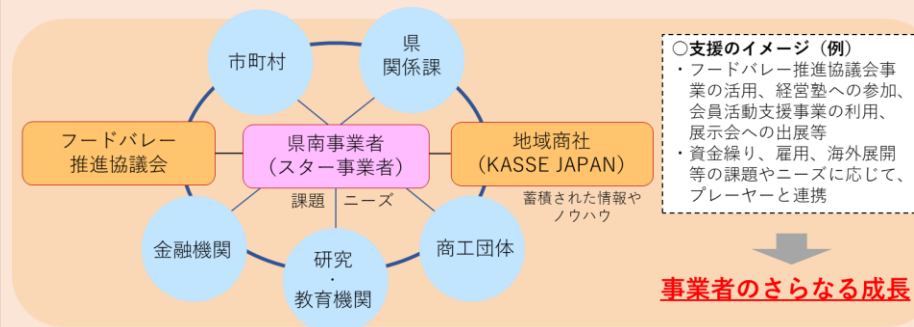 市町村
県
関係課
フードバレー
推進協議会
県南事業者
（スター事業者）
地域商社
（KASSE JAPAN）
課題
ニーズ
蓄積された情報や
ノウハウ
金融機関
研究
・
教育機関
商工団体
○支援のイメージ（例）
・フードバレー推進協議会事
業の活用、経営塾への参加、
会員活動支援事業の利用、
展示会への出展等
・資金繰り、雇用、海外展開
等の課題やニーズに応じて、
プレーヤーと連携
事業者のさらなる成長